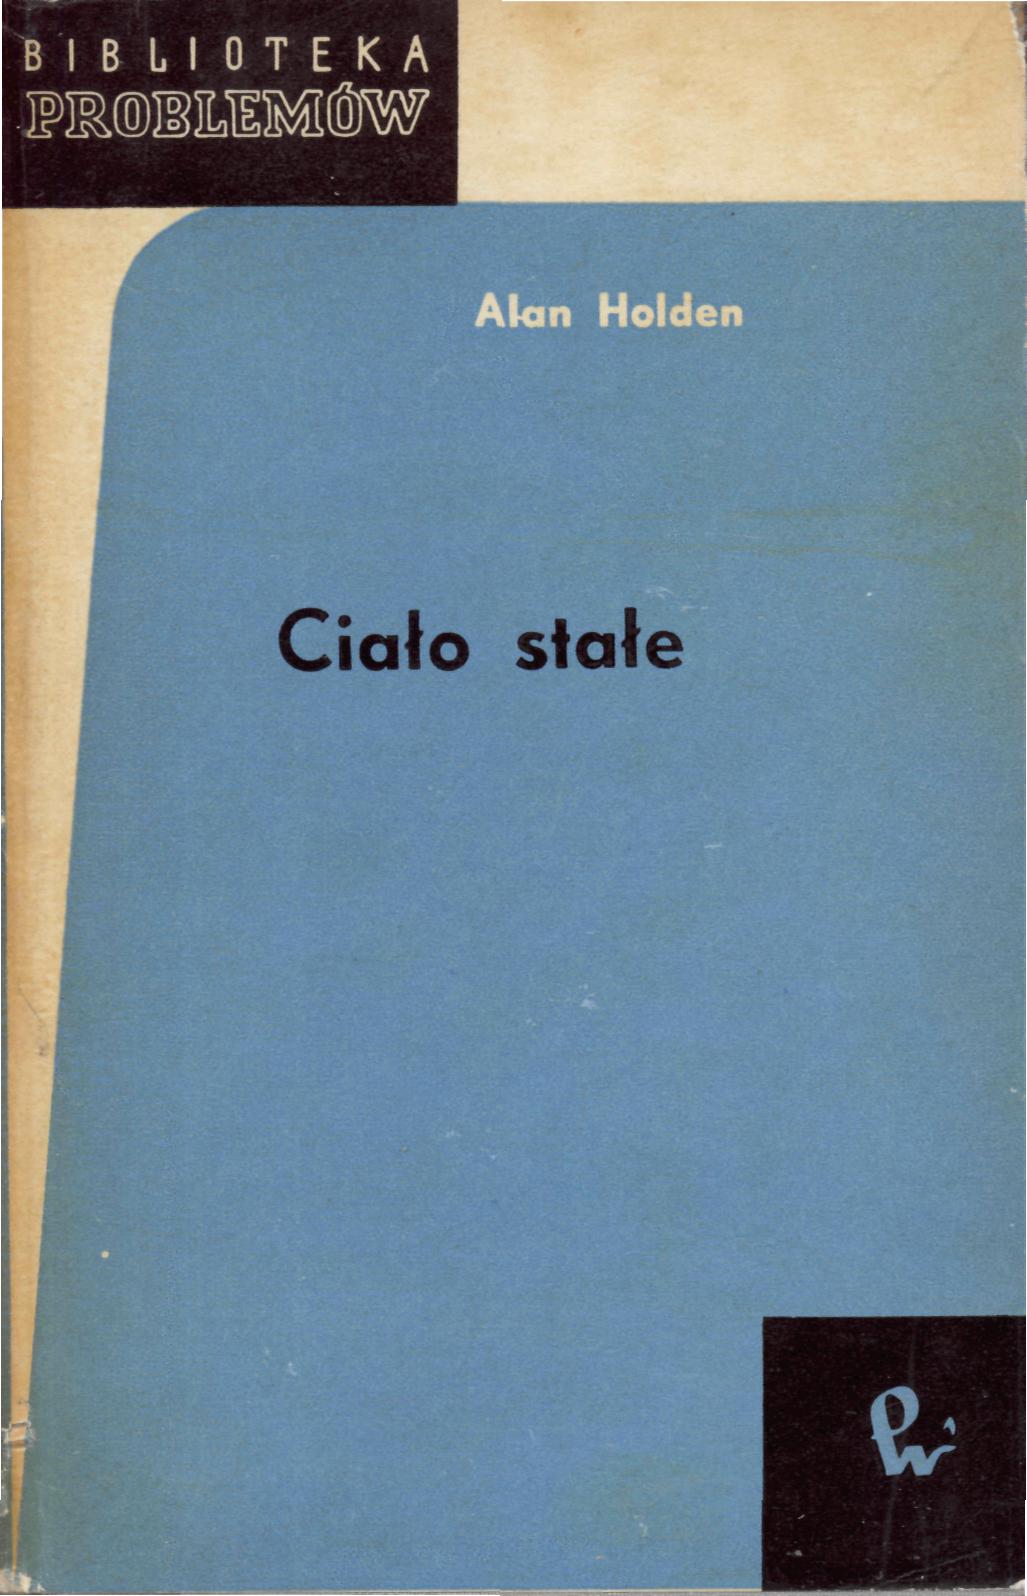 BIBLIOTEKA
PROBLEMÓW
Alan Holden
Ciało stałe